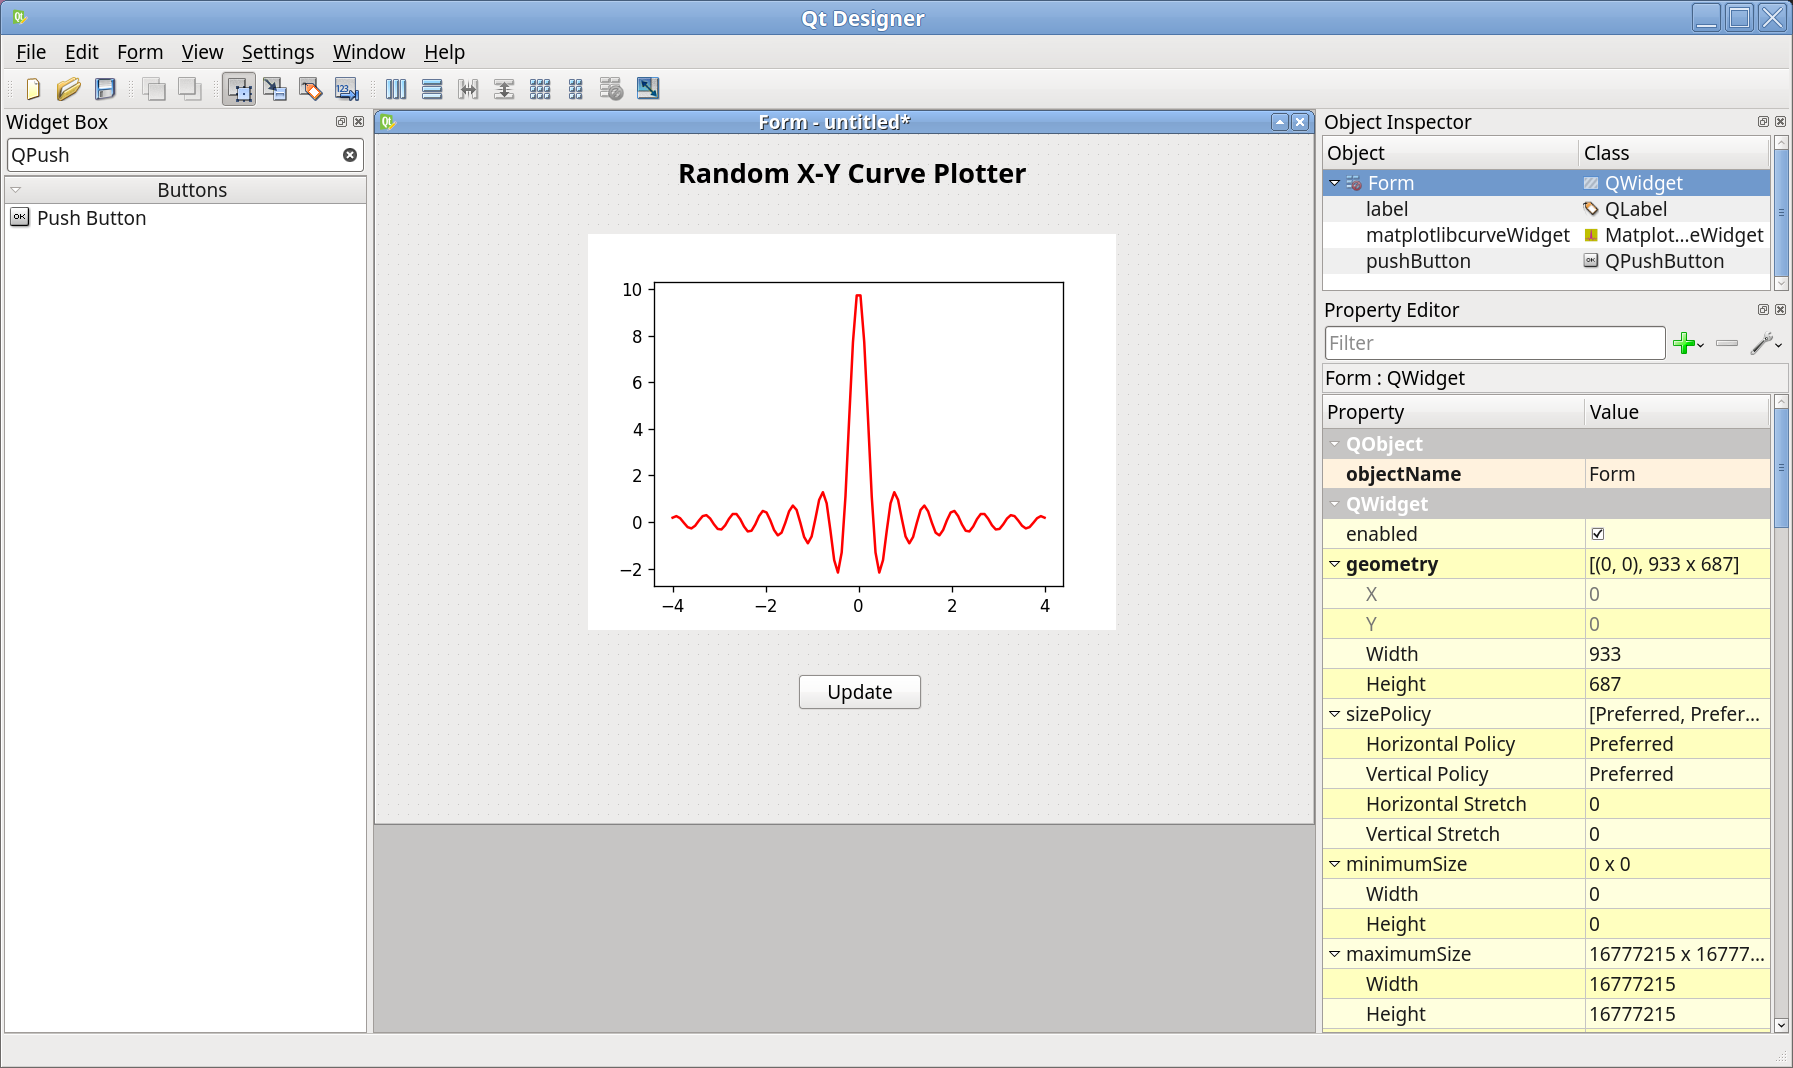 Qt Designer
File Edit Form View Settings Window Help
Widget Box
QPush
Buttons
Push Button
Form - untitled*
Random X-Y Curve Plotter
10
8
6
4
2
0
−2
−4 −2 0 2 4
Update
Object Inspector
Object Class
Form QWidget
label QLabel
matplotlibcurveWidget Matplot...eWidget
pushButton QPushButton
Property Editor
Filter
Form : QWidget
Property Value
QObject
objectName Form
QWidget
enabled
geometry [(0, 0), 933 x 687]
X 0
Y 0
Width 933
Height 687
sizePolicy [Preferred, Prefer...
Horizontal Policy Preferred
Vertical Policy Preferred
Horizontal Stretch 0
Vertical Stretch 0
minimumSize 0 x 0
Width 0
Height 0
maximumSize 16777215 x 16777...
Width 16777215
Height 16777215